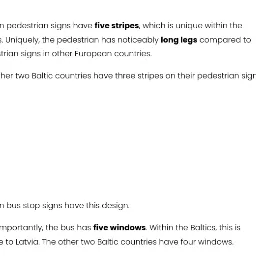 n pedestrian signs have five stripes, which is unique within the
. Uniquely, the pedestrian has noticeably long legs compared to
trian signs in other European countries.
her two Baltic countries have three stripes on their pedestrian sign
n bus stop signs have this design.
mportantly, the bus has five windows. Within the Baltics, this is
e to Latvia. The other two Baltic countries have four windows.